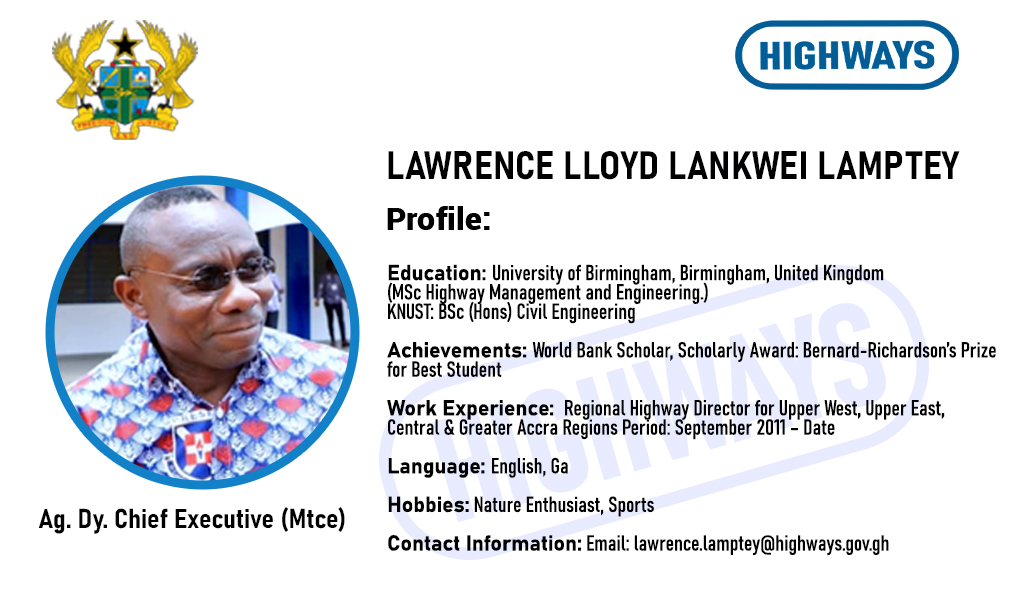 FREEDOM AND JUSTICE
HIGHWAYS
LAWRENCE LLOYD LANKWEI LAMPTEY
Profile:
Education: University of Birmingham, Birmingham, United Kingdom
(MSc Highway Management and Engineering.)
KNUST: BSc (Hons) Civil Engineering
Achievements: World Bank Scholar, Scholarly Award: Bernard-Richardson's Prize
for Best Student
Work Experience: Regional Highway Director for Upper West, Upper East,
Central & Greater Accra Regions Period: September 2011 – Date
Language: English, Ga
Hobbies: Nature Enthusiast, Sports
Contact Information: Email: lawrence.lamptey@highways.gov.gh
HIGHWAYS
Ag. Dy. Chief Executive (Mtce)